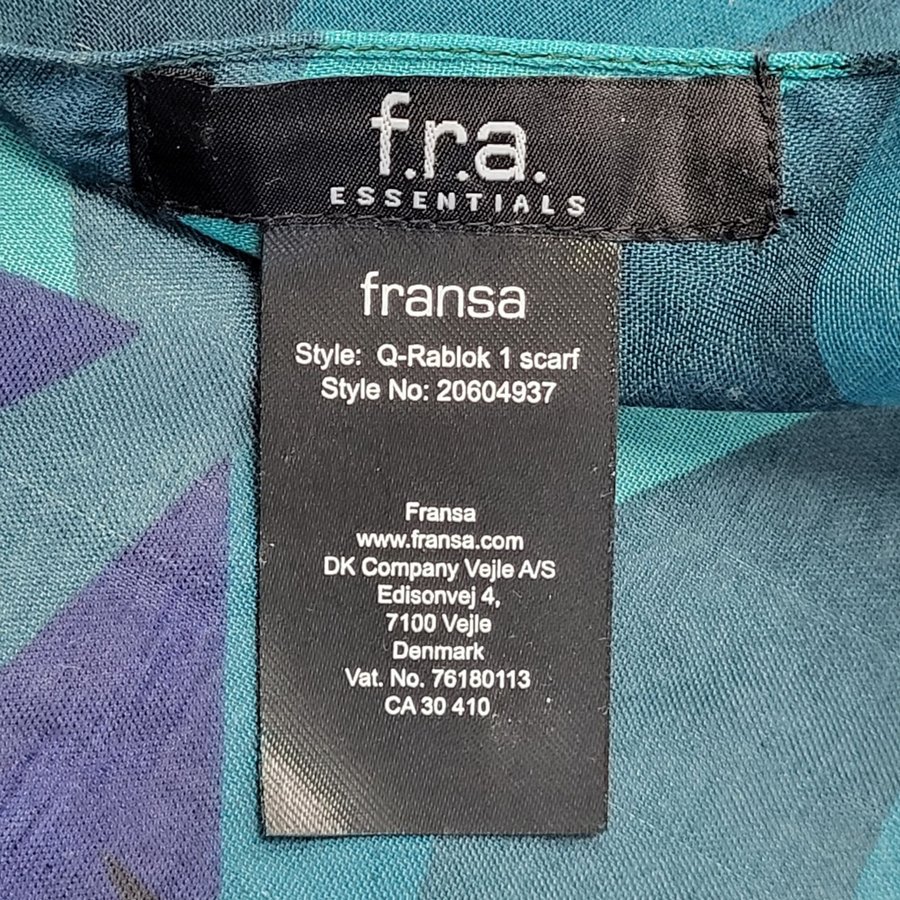 f.r.a.
ESSENTIALS
fransa
Style: Q-Rablok 1 scarf
Style No: 20604937
Fransa
www.fransa.com
DK Company Vejle A/S
Edisonvej 4,
7100 Vejle
Denmark
Vat. No. 76180113
CA 30 410